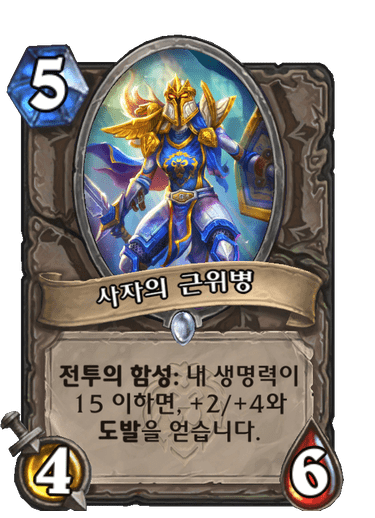 5
사자의 근위병
전투의 함성: 내 생명력이
15 이하면, +2/+4와
도발을 얻습니다.
4
6